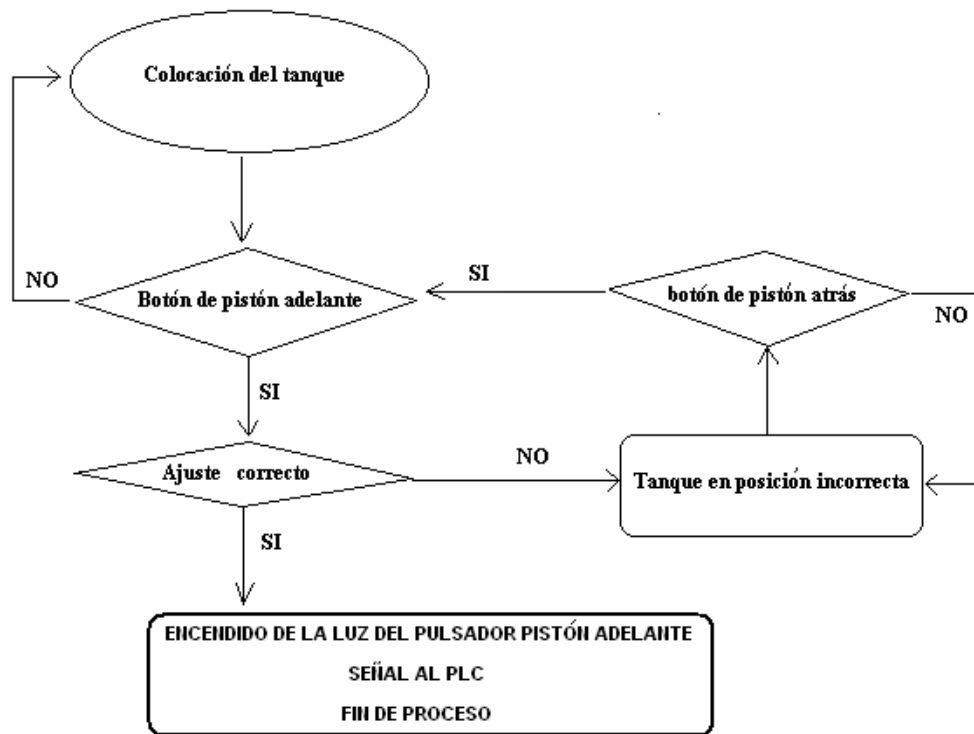 Colocación del tanque
NO
Botón de pistón adelante
SI
botón de pistón atrás
NO
SI
Ajuste correcto
NO
Tanque en posición incorrecta
SI
ENCENDIDO DE LA LUZ DEL PULSADOR PISTÓN ADELANTE
SEÑAL AL PLC
FIN DE PROCESO